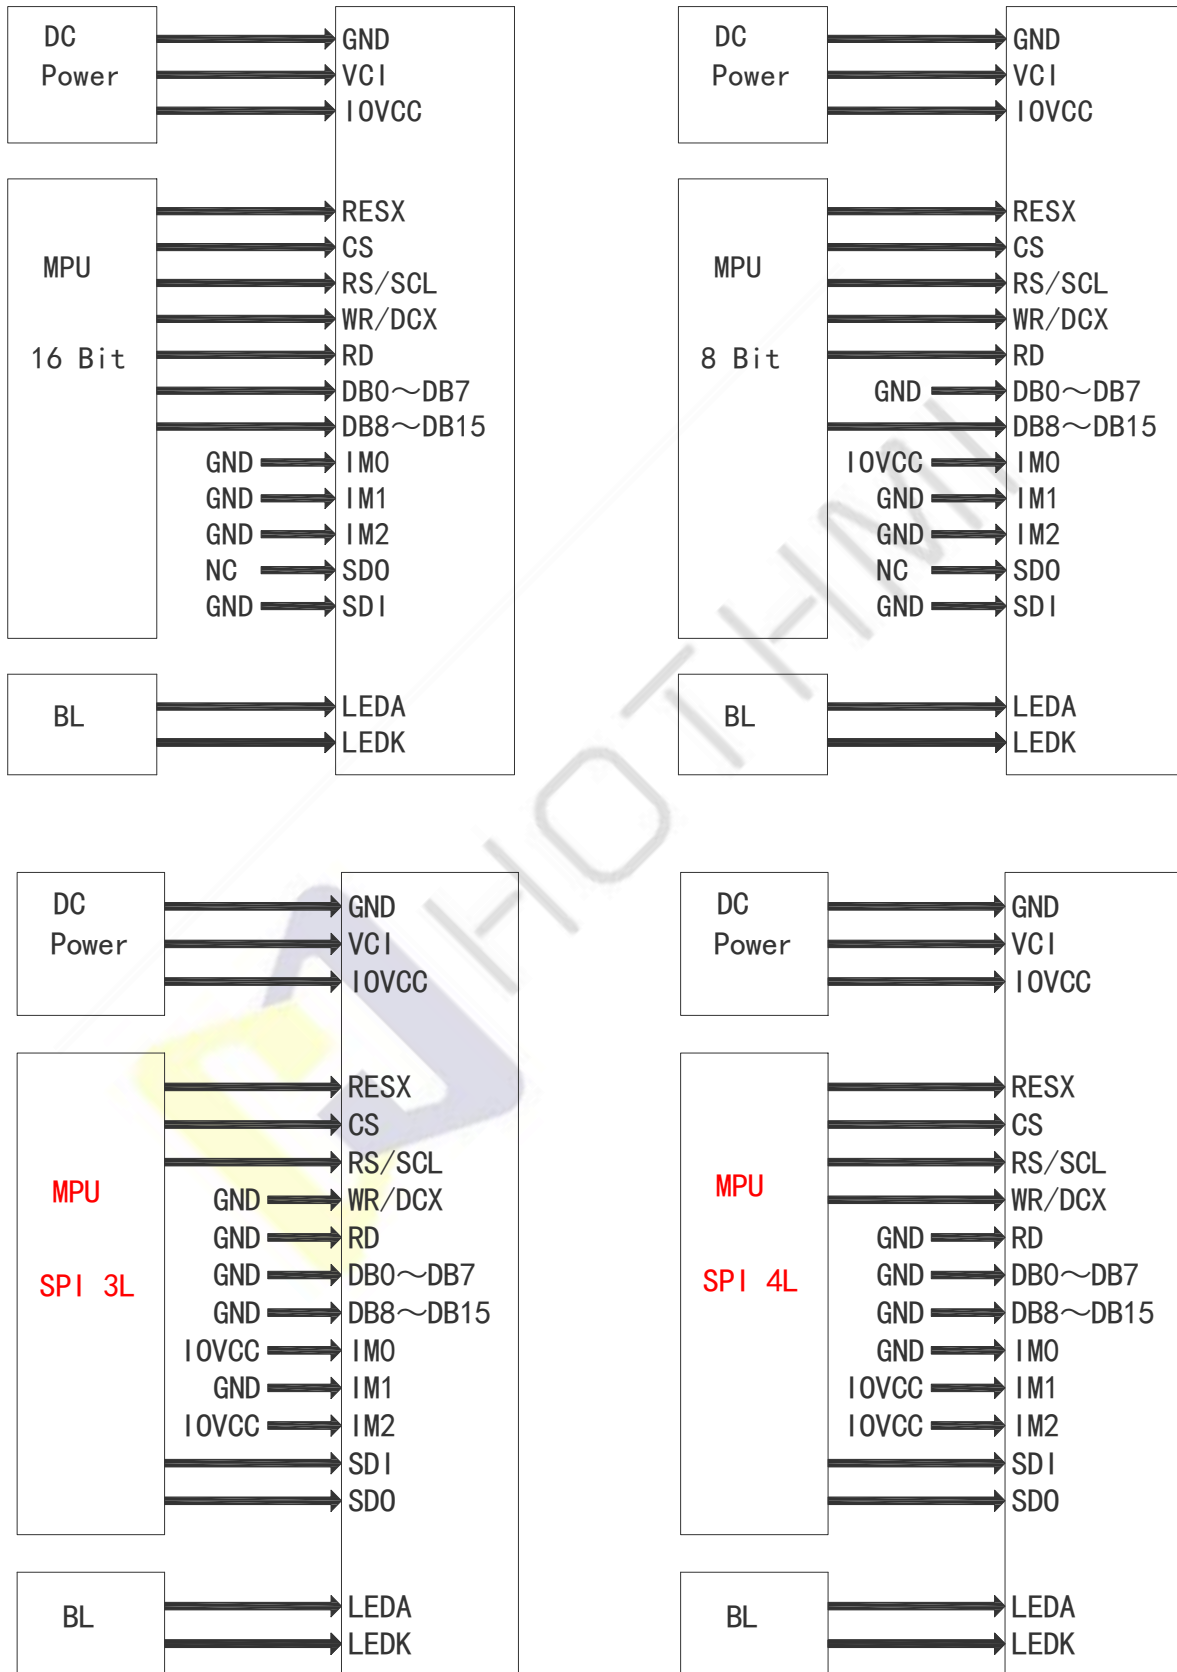 DC
Power
GND
VCI
IOVCC
MPU
16 Bit
RESX
CS
RS/SCL
WR/DCX
RD
DB0～DB7
DB8～DB15
GND IM0
GND IM1
GND IM2
NC SDO
GND SDI
BL
LEDA
LEDK
DC
Power
GND
VCI
IOVCC
MPU
8 Bit
RESX
CS
RS/SCL
WR/DCX
RD
GND DB0～DB7
DB8～DB15
IOVCC IM0
GND IM1
GND IM2
NC SDO
GND SDI
BL
LEDA
LEDK
HOTHMI
DC
Power
GND
VCI
IOVCC
MPU
SPI 3L
RESX
CS
RS/SCL
GND WR/DCX
GND RD
GND DB0～DB7
GND DB8～DB15
IOVCC IM0
GND IM1
IOVCC IM2
SDI
SDO
BL
LEDA
LEDK
DC
Power
GND
VCI
IOVCC
MPU
SPI 4L
RESX
CS
RS/SCL
WR/DCX
GND RD
GND DB0～DB7
GND DB8～DB15
GND IM0
IOVCC IM1
IOVCC IM2
SDI
SDO
BL
LEDA
LEDK